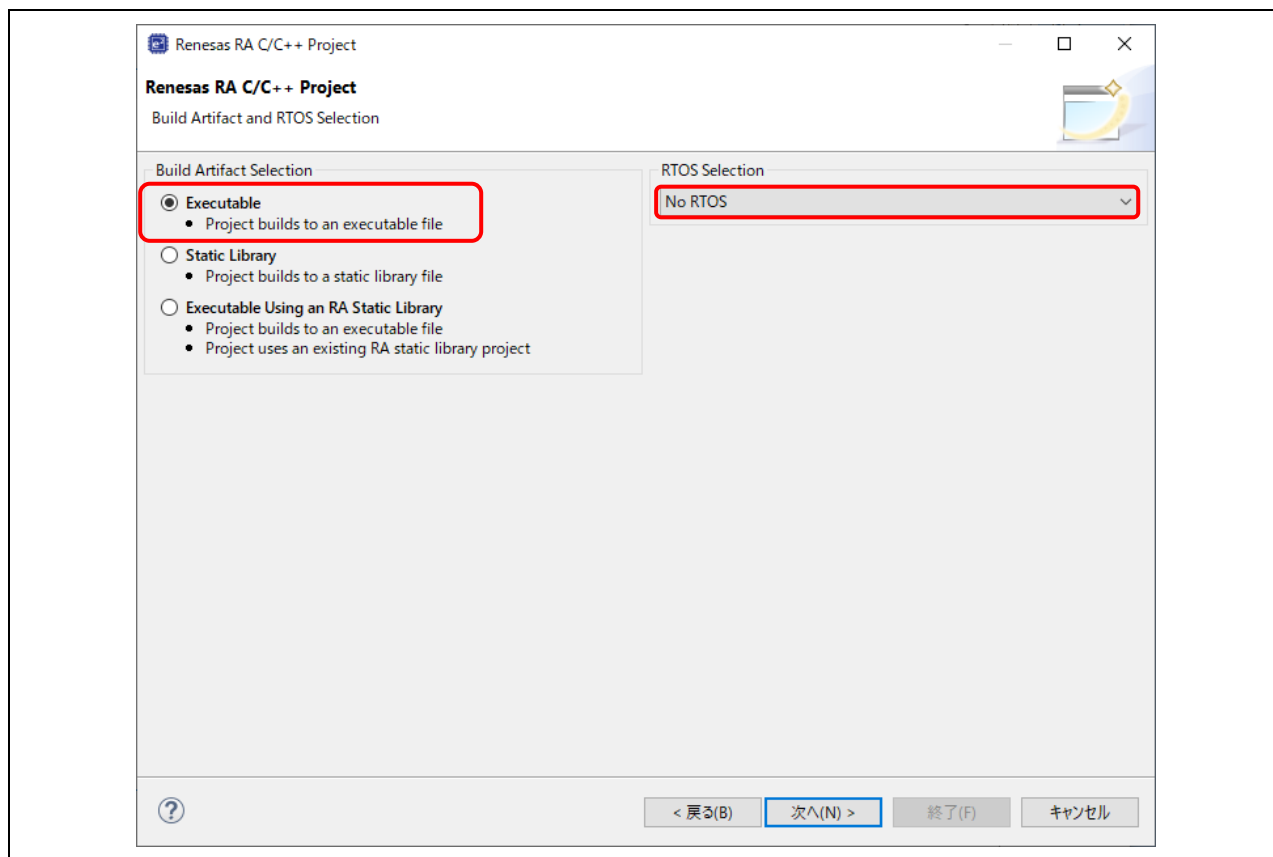 Renesas RA C/C++ Project
Renesas RA C/C++ Project
Build Artifact and RTOS Selection
Build Artifact Selection
Executable
• Project builds to an executable file
Static Library
• Project builds to a static library file
Executable Using an RA Static Library
• Project builds to an executable file
• Project uses an existing RA static library project
RTOS Selection
No RTOS
?
< 戻る(B) 次へ(N) > 終了(F) キャンセル